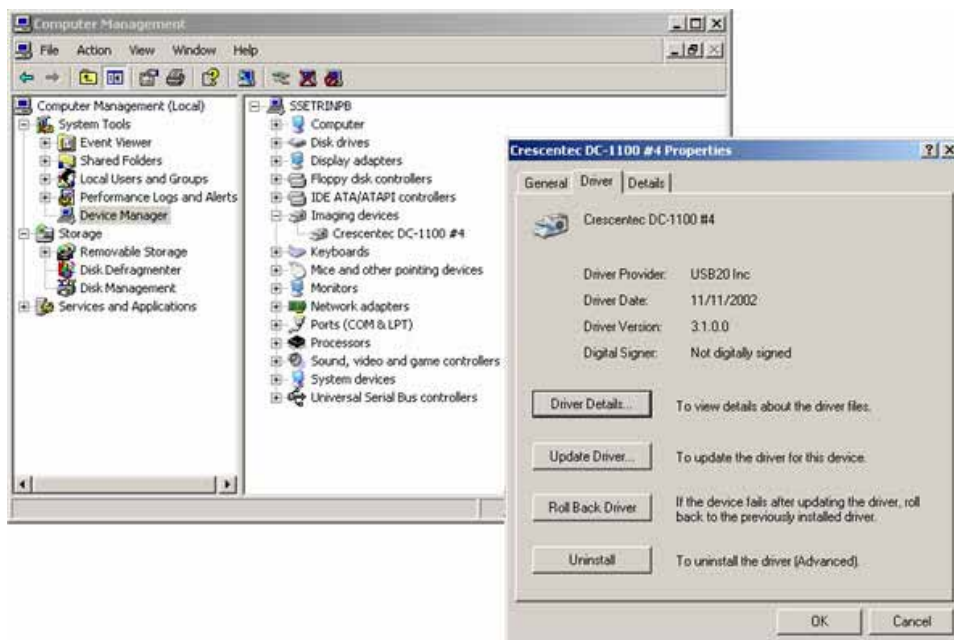 Computer Management
File Action View Window Help
Computer Management (Local)
System Tools
Event Viewer
Shared Folders
Local Users and Groups
Performance Logs and Alerts
Device Manager
Storage
Removable Storage
Disk Defragmenter
Disk Management
Services and Applications
SSETRINPB
Computer
Disk drives
Display adapters
Floppy disk controllers
IDE ATA/ATAPI controllers
Imaging devices
Crescentec DC-1100 #4
Keyboards
Mice and other pointing devices
Monitors
Network adapters
Ports (COM & LPT)
Processors
Sound, video and game controllers
System devices
Universal Serial Bus controllers
Crescentec DC-1100 #4 Properties
General Driver Details
Crescentec DC-1100 #4
Driver Provider: USB20 Inc
Driver Date: 11/11/2002
Driver Version: 3.1.0.0
Digital Signer: Not digitally signed
Driver Details... To view details about the driver files.
Update Driver... To update the driver for this device.
Roll Back Driver If the device fails after updating the driver, roll
back to the previously installed driver.
Uninstall To uninstall the driver (Advanced).
OK Cancel